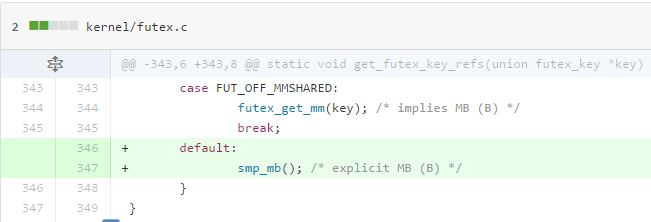 2 kernel/futex.c
@@ -343,6 +343,8 @@ static void get_futex_key_refs(union futex_key *key)
343 343 case FUT_OFF_MMSHARED:
344 344 futex_get_mm(key); /* implies MB (B) */
345 345 break;
346 + default:
347 + smp_mb(); /* explicit MB (B) */
346 348 }
347 349 }